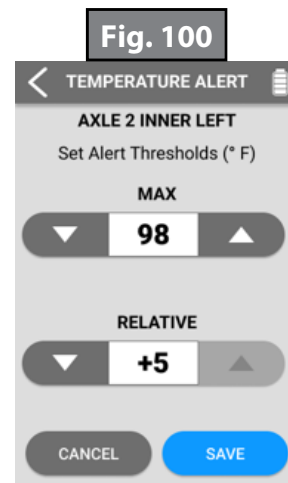 Fig. 100
TEMPERATURE ALERT
AXLE 2 INNER LEFT
Set Alert Thresholds (° F)
MAX
98
RELATIVE
+5
CANCEL SAVE